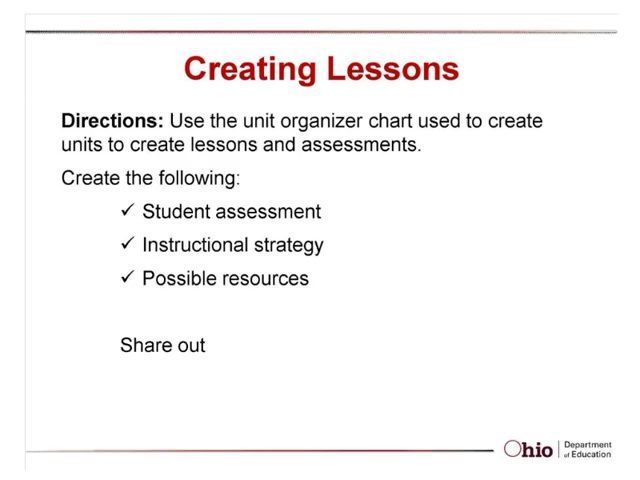 Creating Lessons
Directions: Use the unit organizer chart used to create
units to create lessons and assessments.
Create the following:
✓ Student assessment
✓ Instructional strategy
✓ Possible resources
Share out
Ohio
Department
of Education